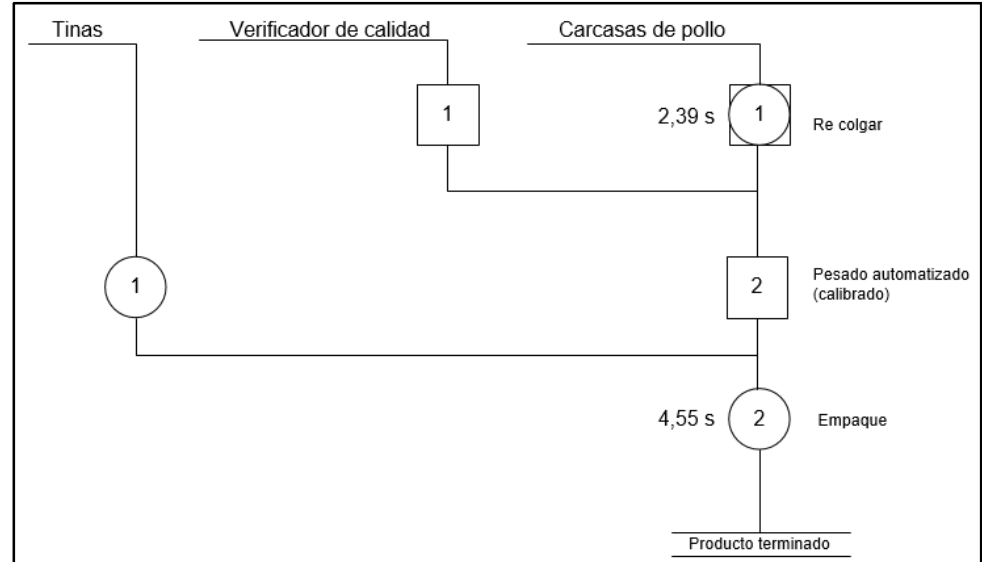 Tinas
Verificador de calidad
Carcasas de pollo
1
2,39 s
1
Re colgar
1
2
Pesado automatizado
(calibrado)
4,55 s
2
Empaque
Producto terminado